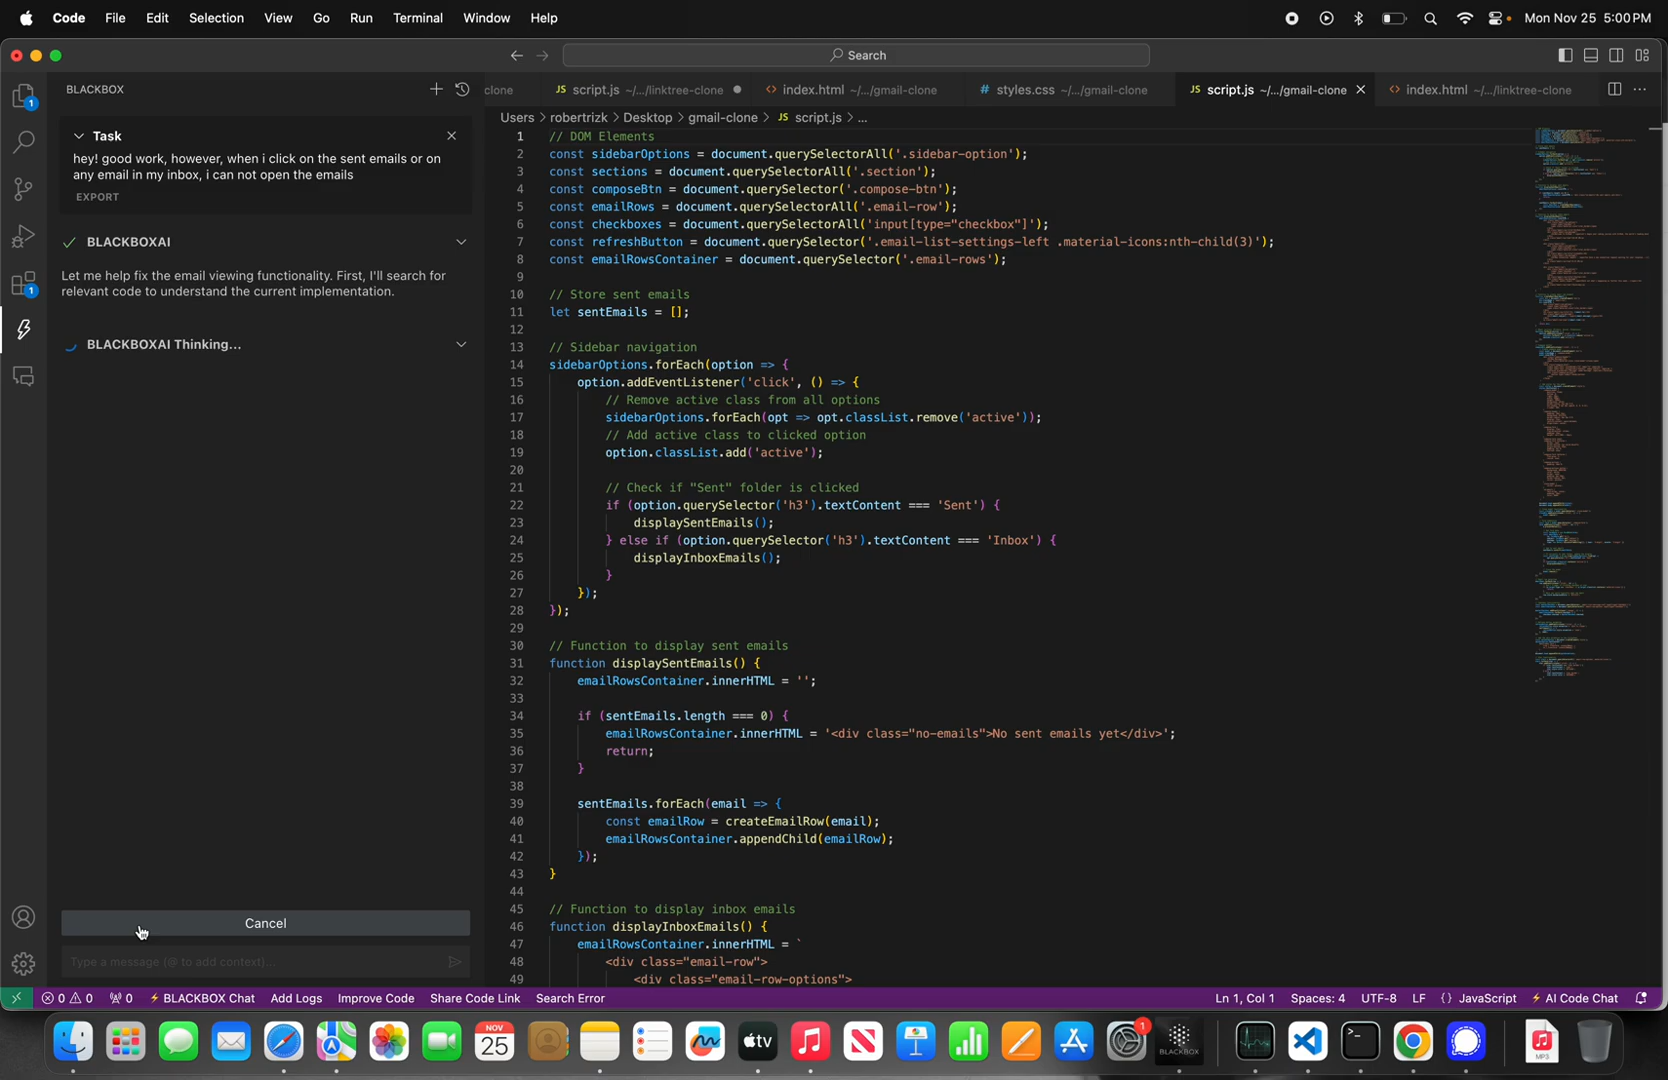 Code File Edit Selection View Go Run Terminal Window Help Mon Nov 25 5:00 PM
Search
BLACKBOX
clone JS script.js ~/.../linktree-clone <> index.html ~/.../gmail-clone # styles.css ~/.../gmail-clone JS script.js ~/.../gmail-clone <> index.html ~/.../linktree-clone
Users > robertrizk > Desktop > gmail-clone > JS script.js > ...
Task
hey! good work, however, when i click on the sent emails or on
any email in my inbox, i can not open the emails
EXPORT
BLACKBOXAI
Let me help fix the email viewing functionality. First, I'll search for
relevant code to understand the current implementation.
BLACKBOXAI Thinking...
Cancel
Type a message (@ to add context)...
1 // DOM Elements
2 const sidebarOptions = document.querySelectorAll('.sidebar-option');
3 const sections = document.querySelectorAll('.section');
4 const composeBtn = document.querySelector('.compose-btn');
5 const emailRows = document.querySelectorAll('.email-row');
6 const checkboxes = document.querySelectorAll('input[type="checkbox"]');
7 const refreshButton = document.querySelector('.email-list-settings-left .material-icons:nth-child(3)');
8 const emailRowsContainer = document.querySelector('.email-rows');
9
10 // Store sent emails
11 let sentEmails = [];
12
13 // Sidebar navigation
14 sidebarOptions.forEach(option => {
15 option.addEventListener('click', () => {
16 // Remove active class from all options
17 sidebarOptions.forEach(opt => opt.classList.remove('active'));
18 // Add active class to clicked option
19 option.classList.add('active');
20
21 // Check if "Sent" folder is clicked
22 if (option.querySelector('h3').textContent === 'Sent') {
23 displaySentEmails();
24 } else if (option.querySelector('h3').textContent === 'Inbox') {
25 displayInboxEmails();
26 }
27 });
28 });
29
30 // Function to display sent emails
31 function displaySentEmails() {
32 emailRowsContainer.innerHTML = '';
33
34 if (sentEmails.length === 0) {
35 emailRowsContainer.innerHTML = '<div class="no-emails">No sent emails yet</div>';
36 return;
37 }
38
39 sentEmails.forEach(email => {
40 const emailRow = createEmailRow(email);
41 emailRowsContainer.appendChild(emailRow);
42 });
43 }
44
45 // Function to display inbox emails
46 function displayInboxEmails() {
47 emailRowsContainer.innerHTML = `
48 <div class="email-row">
49 <div class="email-row-options">
0 0 0 BLACKBOX Chat Add Logs Improve Code Share Code Link Search Error Ln 1, Col 1 Spaces: 4 UTF-8 LF {} JavaScript AI Code Chat
NOV
25
tv
1
BLACKBOX
MP3